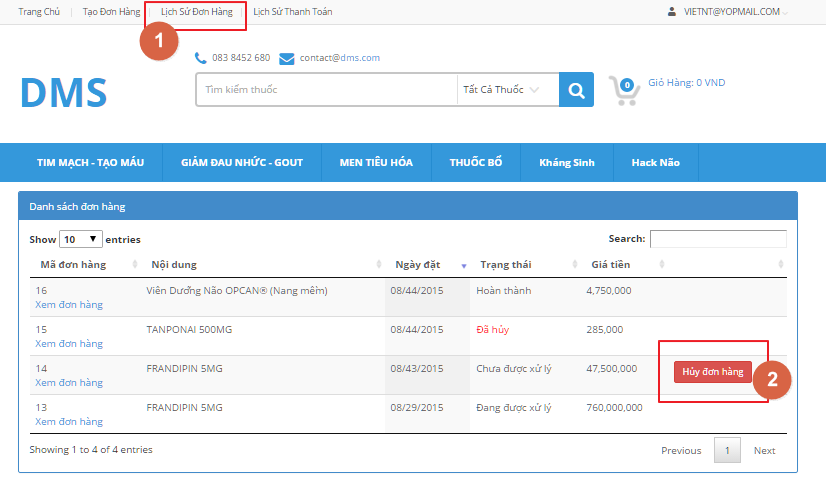 Trang Chủ Tạo Đơn Hàng Lịch Sử Đơn Hàng Lịch Sử Thanh Toán VIETNT@YOPMAIL.COM
1
083 8452 680 contact@dms.com
DMS
Tìm kiếm thuốc Tất Cả Thuốc 0 Giỏ Hàng: 0 VND
TIM MẠCH - TẠO MÁU GIẢM ĐAU NHỨC - GOUT MEN TIÊU HÓA THUỐC BỔ Kháng Sinh Hack Não
Danh sách đơn hàng
Show 10 entries Search:
Mã đơn hàng Nội dung Ngày đặt Trạng thái Giá tiền
16 Viên Dưỡng Não OPCAN® (Nang mềm) 08/44/2015 Hoàn thành 4,750,000
Xem đơn hàng
15 TANPONAI 500MG 08/44/2015 Đã hủy 285,000
Xem đơn hàng
14 FRANDIPIN 5MG 08/43/2015 Chưa được xử lý 47,500,000 Hủy đơn hàng 2
Xem đơn hàng
13 FRANDIPIN 5MG 08/29/2015 Đang được xử lý 760,000,000
Xem đơn hàng
Showing 1 to 4 of 4 entries Previous 1 Next